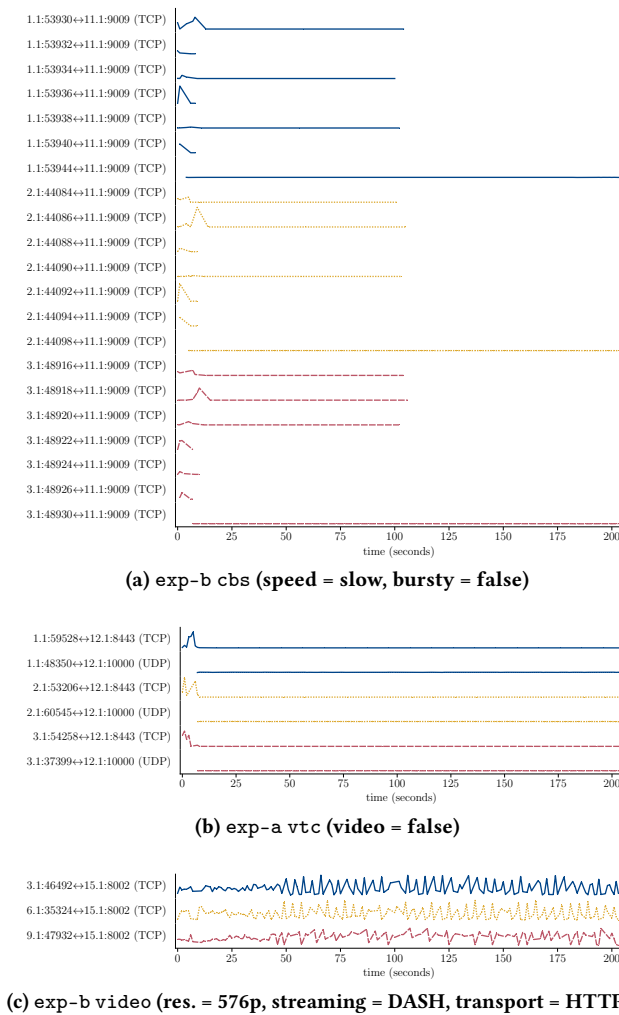 1.1:53930↔11.1:9009 (TCP)
1.1:53932↔11.1:9009 (TCP)
1.1:53934↔11.1:9009 (TCP)
1.1:53936↔11.1:9009 (TCP)
1.1:53938↔11.1:9009 (TCP)
1.1:53940↔11.1:9009 (TCP)
1.1:53944↔11.1:9009 (TCP)
2.1:44084↔11.1:9009 (TCP)
2.1:44086↔11.1:9009 (TCP)
2.1:44088↔11.1:9009 (TCP)
2.1:44090↔11.1:9009 (TCP)
2.1:44092↔11.1:9009 (TCP)
2.1:44094↔11.1:9009 (TCP)
2.1:44098↔11.1:9009 (TCP)
3.1:48916↔11.1:9009 (TCP)
3.1:48918↔11.1:9009 (TCP)
3.1:48920↔11.1:9009 (TCP)
3.1:48922↔11.1:9009 (TCP)
3.1:48924↔11.1:9009 (TCP)
3.1:48926↔11.1:9009 (TCP)
3.1:48930↔11.1:9009 (TCP)
0 25 50 75 100 125 150 175 200
time (seconds)
(a) exp-b cbs (speed = slow, bursty = false)
1.1:59528↔12.1:8443 (TCP)
1.1:48350↔12.1:10000 (UDP)
2.1:53206↔12.1:8443 (TCP)
2.1:60545↔12.1:10000 (UDP)
3.1:54258↔12.1:8443 (TCP)
3.1:37399↔12.1:10000 (UDP)
0 25 50 75 100 125 150 175 200
time (seconds)
(b) exp-a vtc (video = false)
3.1:46492↔15.1:8002 (TCP)
6.1:35324↔15.1:8002 (TCP)
9.1:47932↔15.1:8002 (TCP)
0 25 50 75 100 125 150 175 200
time (seconds)
(c) exp-b video (res. = 576p, streaming = DASH, transport = HTTP